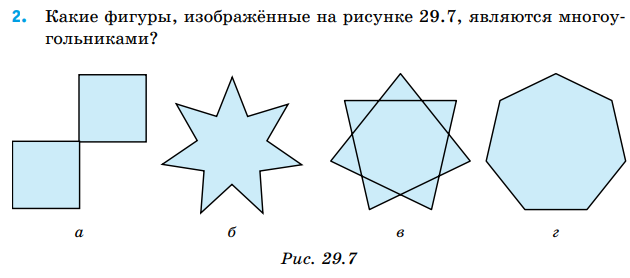 2. Какие фигуры, изображённые на рисунке 29.7, являются многоу-
гольниками?
а б в г
Рис. 29.7